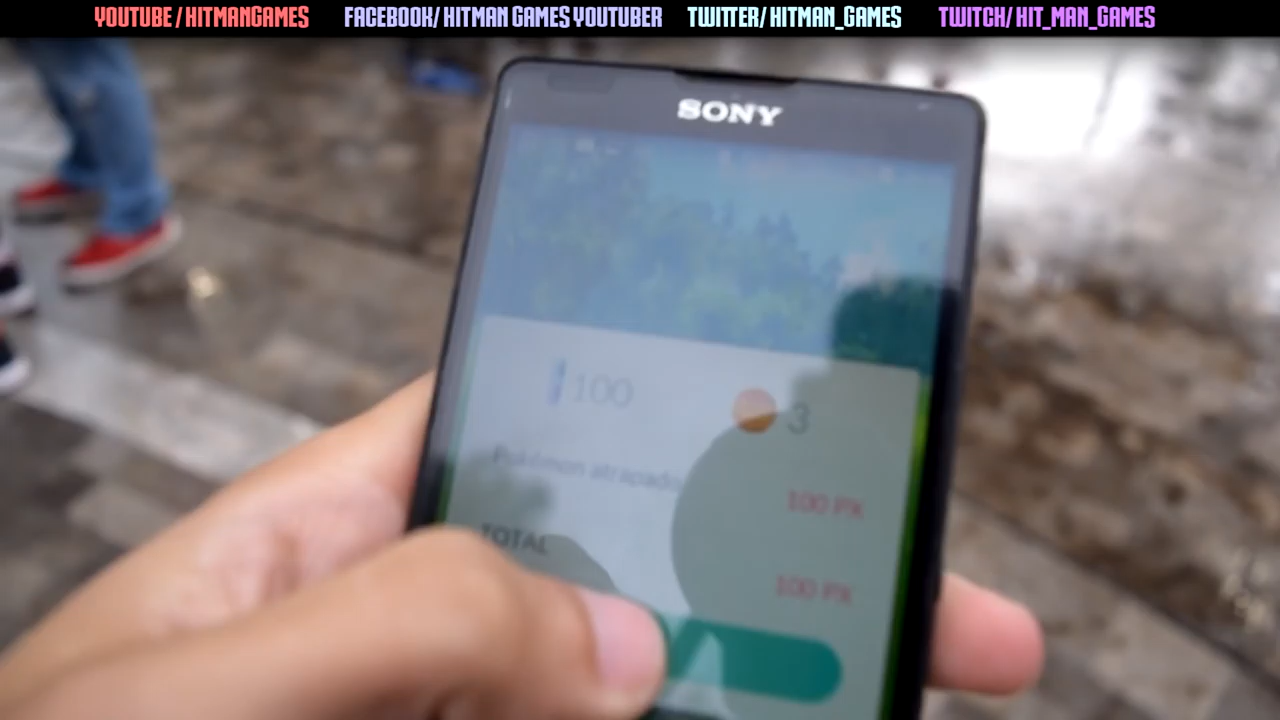 YOUTUBE / HITMANGAMES FACEBOOK/ HITMAN GAMES YOUTUBER TWITTER/ HITMAN_GAMES TWITCH/ HIT_MAN_GAMES
SONY
100 3
Pokémon atrapado
100 PX
TOTAL
100 PX